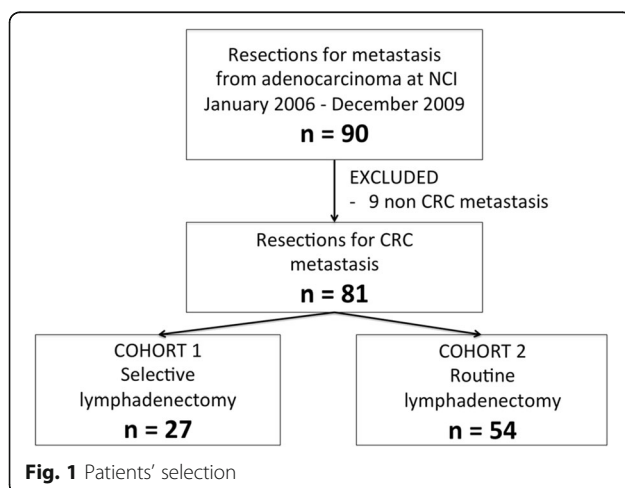 Resections for metastasis
from adenocarcinoma at NCI
January 2006 - December 2009
n = 90
EXCLUDED
- 9 non CRC metastasis
Resections for CRC
metastasis
n = 81
COHORT 1
Selective
lymphadenectomy
n = 27
COHORT 2
Routine
lymphadenectomy
n = 54
Fig. 1 Patients' selection